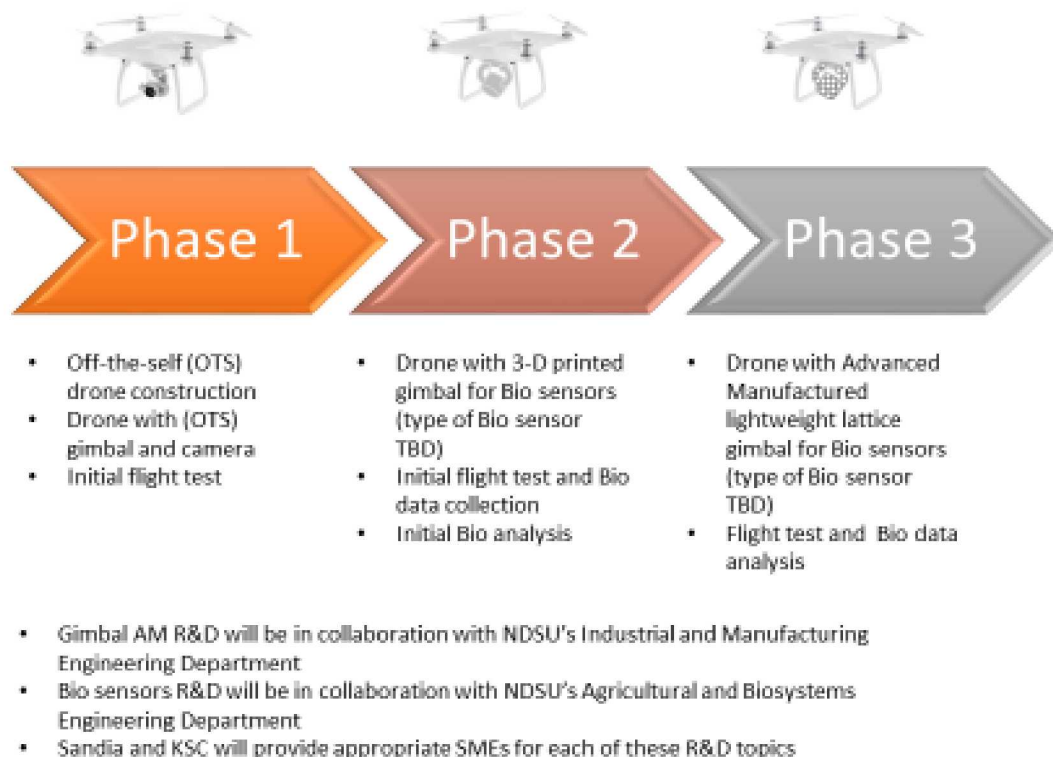 Phase 1
Phase 2
Phase 3
• Off-the-self (OTS)
drone construction
• Drone with (OTS)
gimbal and camera
• Initial flight test
• Drone with 3-D printed
gimbal for Bio sensors
(type of Bio sensor
TBD)
• Initial flight test and Bio
data collection
• Initial Bio analysis
• Drone with Advanced
Manufactured
lightweight lattice
gimbal for Bio sensors
(type of Bio sensor
TBD)
• Flight test and Bio data
analysis
• Gimbal AM R&D will be in collaboration with NDSU's Industrial and Manufacturing
Engineering Department
• Bio sensors R&D will be in collaboration with NDSU's Agricultural and Biosystems
Engineering Department
• Sandia and KSC will provide appropriate SMEs for each of these R&D topics